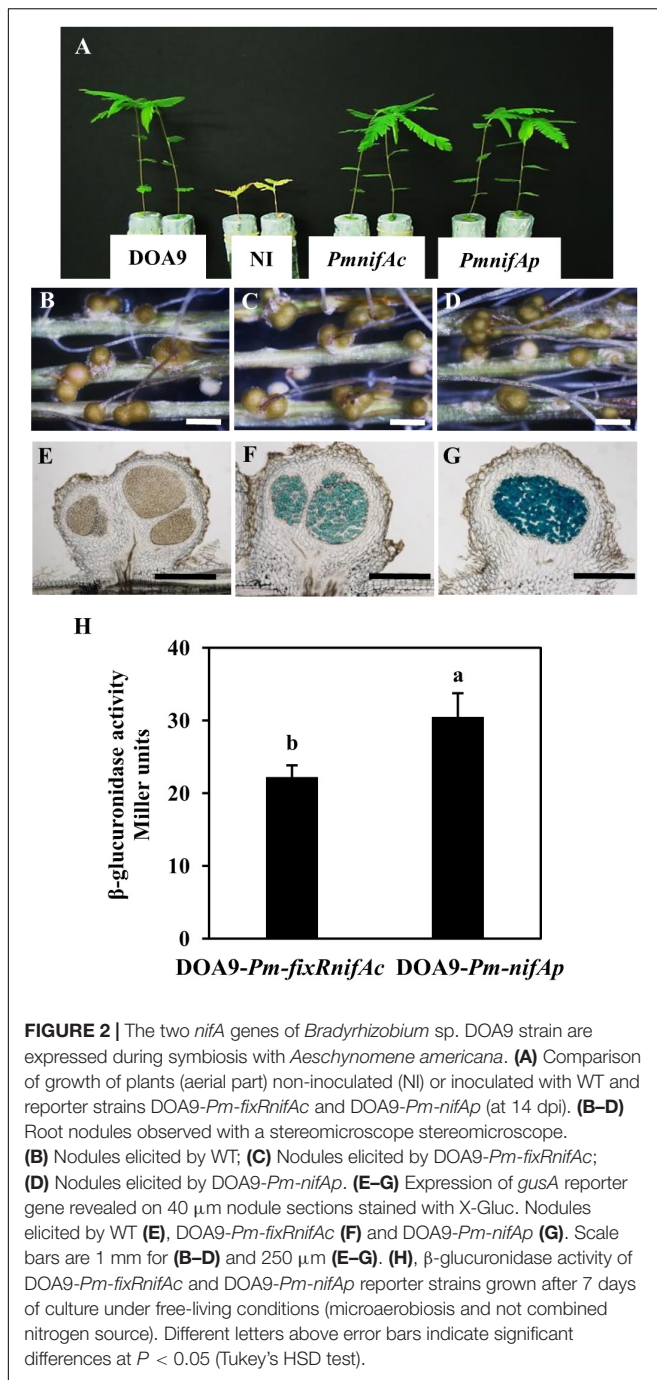 A
DOA9
NI
PmnifAc
PmnifAp
B
C
D
E
F
G
H
β-glucuronidase activity
Miller units
40
30
20
10
0
b
a
DOA9-Pm-fixRnifAc
DOA9-Pm-nifAp
FIGURE 2 | The two nifA genes of Bradyrhizobium sp. DOA9 strain are
expressed during symbiosis with Aeschynomene americana. (A) Comparison
of growth of plants (aerial part) non-inoculated (NI) or inoculated with WT and
reporter strains DOA9-Pm-fixRnifAc and DOA9-Pm-nifAp (at 14 dpi). (B–D)
Root nodules observed with a stereomicroscope stereomicroscope.
(B) Nodules elicited by WT; (C) Nodules elicited by DOA9-Pm-fixRnifAc;
(D) Nodules elicited by DOA9-Pm-nifAp. (E–G) Expression of gusA reporter
gene revealed on 40 μm nodule sections stained with X-Gluc. Nodules
elicited by WT (E), DOA9-Pm-fixRnifAc (F) and DOA9-Pm-nifAp (G). Scale
bars are 1 mm for (B–D) and 250 μm (E–G). (H), β-glucuronidase activity of
DOA9-Pm-fixRnifAc and DOA9-Pm-nifAp reporter strains grown after 7 days
of culture under free-living conditions (microaerobiosis and not combined
nitrogen source). Different letters above error bars indicate significant
differences at P < 0.05 (Tukey's HSD test).